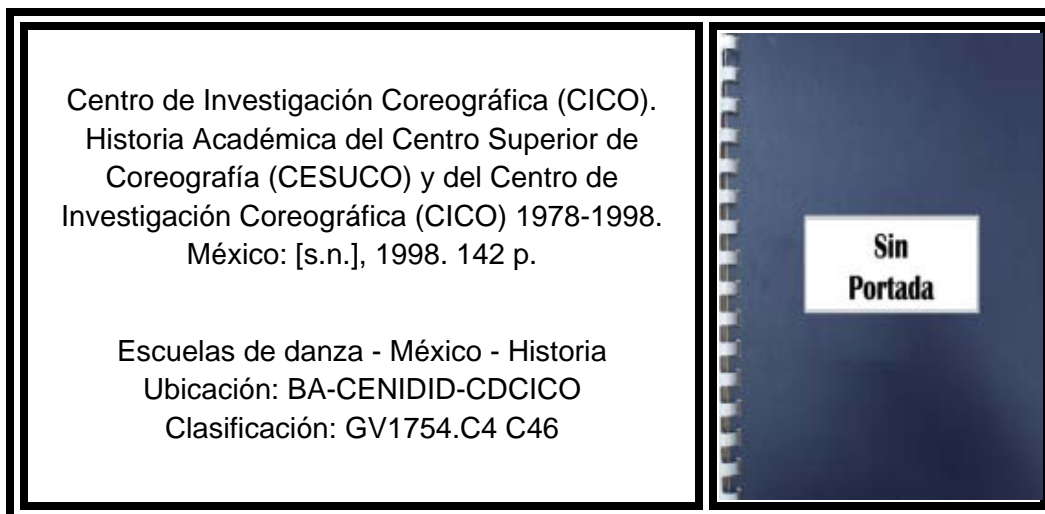 Centro de Investigación Coreográfica (CICO).
Historia Académica del Centro Superior de
Coreografía (CESUCO) y del Centro de
Investigación Coreográfica (CICO) 1978-1998.
México: [s.n.], 1998. 142 p.
Escuelas de danza - México - Historia
Ubicación: BA-CENIDID-CDCICO
Clasificación: GV1754.C4 C46
Sin
Portada